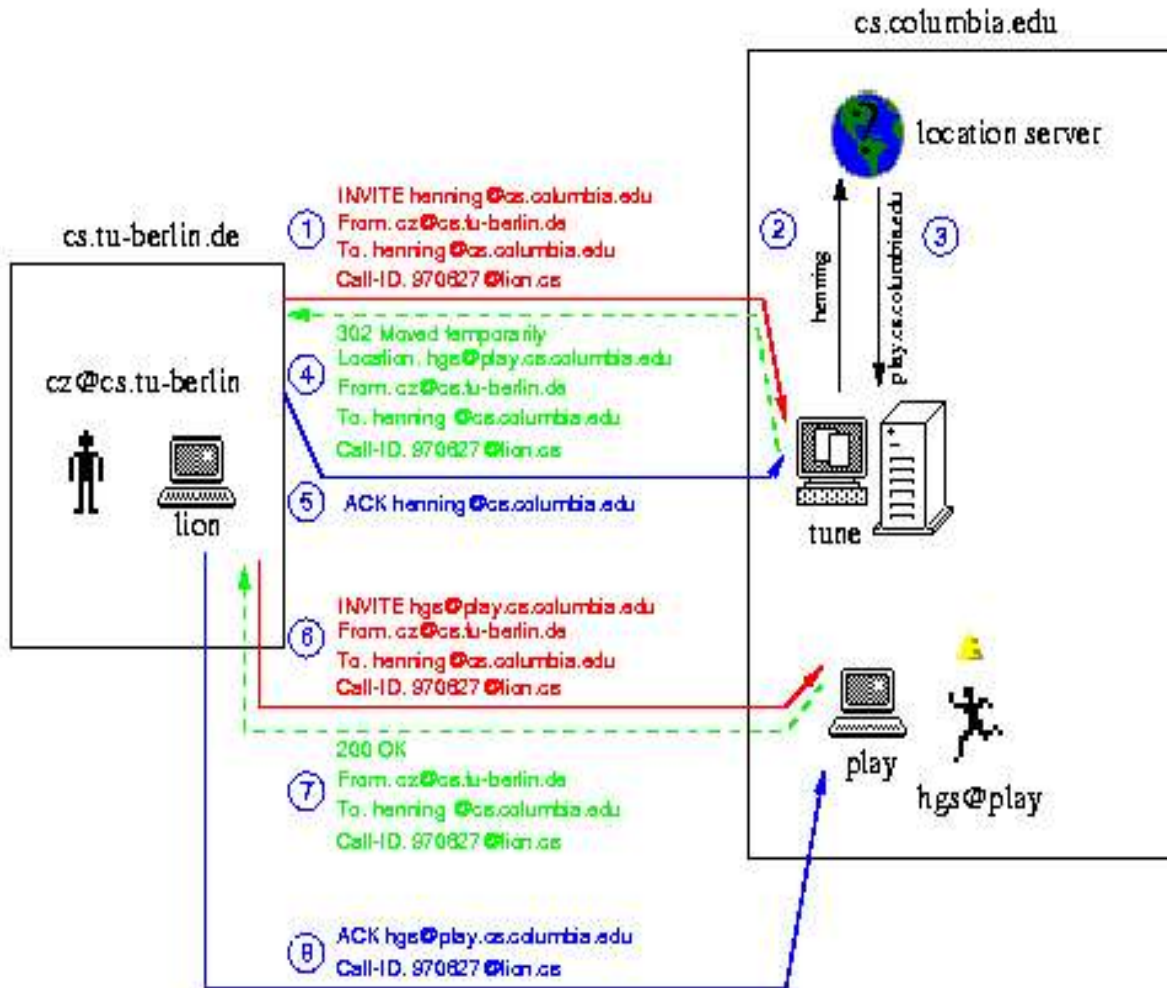 cs.columbia.edu
location server
cs.tu-berlin.de
1
INVITE henning@cs.columbia.edu
From: cz@cs.tu-berlin.de
To: henning@cs.columbia.edu
Call-ID: 970627@lion.cs
2
henning
3
play.cs.columbia.edu
cz@cs.tu-berlin
lion
4
302 Moved temporarily
Location: hgs@play.cs.columbia.edu
From: cz@cs.tu-berlin.de
To: henning @cs.columbia.edu
Call-ID: 970627@lion.cs
5
ACK henning@cs.columbia.edu
tune
6
INVITE hgs@play.cs.columbia.edu
From: cz@cs.tu-berlin.de
To: henning@cs.columbia.edu
Call-ID: 970627@lion.cs
play
hgs@play
7
200 OK
From: cz@cs.tu-berlin.de
To: henning @cs.columbia.edu
Call-ID: 970627@lion.cs
8
ACK hgs@play.cs.columbia.edu
Call-ID: 970627@lion.cs